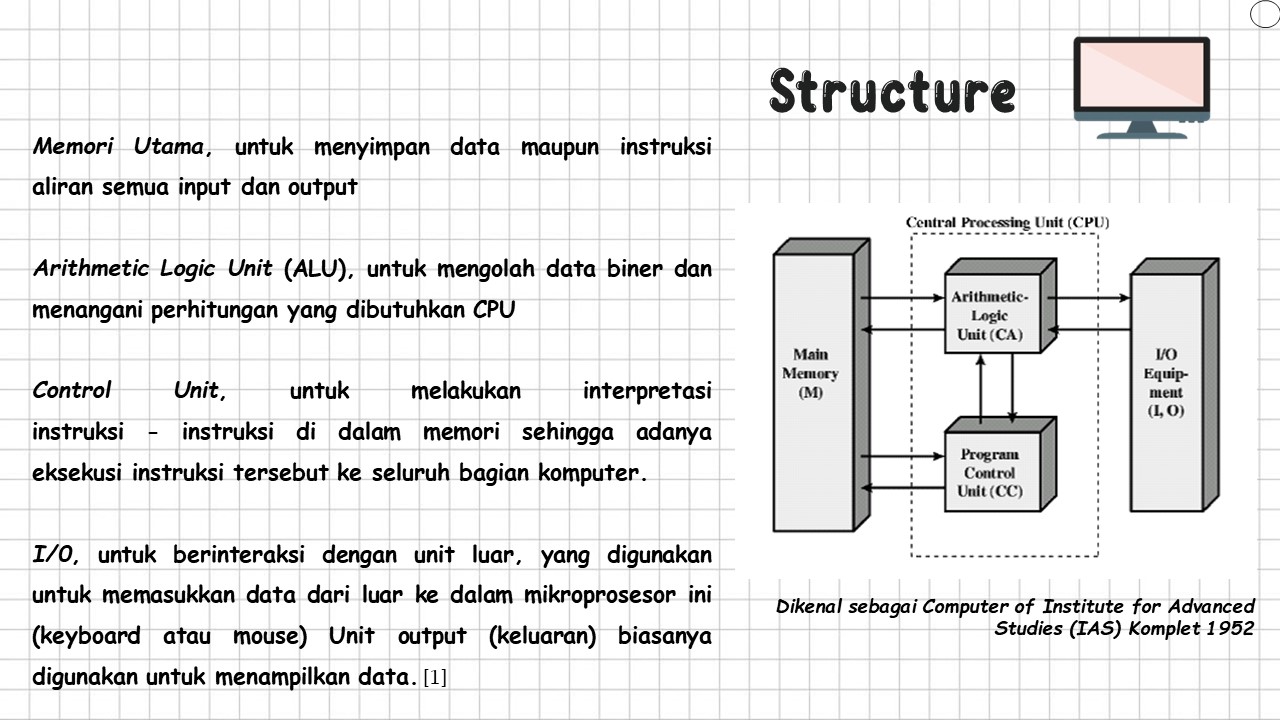 Structure
Memori Utama, untuk menyimpan data maupun instruksi
aliran semua input dan output
Arithmetic Logic Unit (ALU), untuk mengolah data biner dan
menangani perhitungan yang dibutuhkan CPU
Control Unit, untuk melakukan interpretasi
instruksi - instruksi di dalam memori sehingga adanya
eksekusi instruksi tersebut ke seluruh bagian komputer.
I/O, untuk berinteraksi dengan unit luar, yang digunakan
untuk memasukkan data dari luar ke dalam mikroprosesor ini
(keyboard atau mouse) Unit output (keluaran) biasanya
digunakan untuk menampilkan data. [1]
Central Processing Unit (CPU)
Main
Memory
(M)
Arithmetic-
Logic
Unit (CA)
Program
Control
Unit (CC)
I/O
Equip-
ment
(I, O)
Dikenal sebagai Computer of Institute for Advanced
Studies (IAS) Komplet 1952